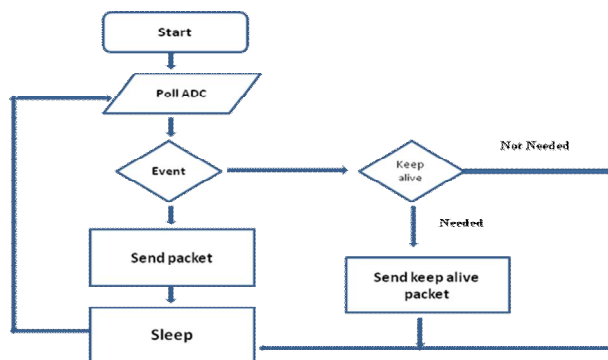 Start
Poll ADC
Event
Keep
alive
Not Needed
Needed
Send packet
Send keep alive
packet
Sleep